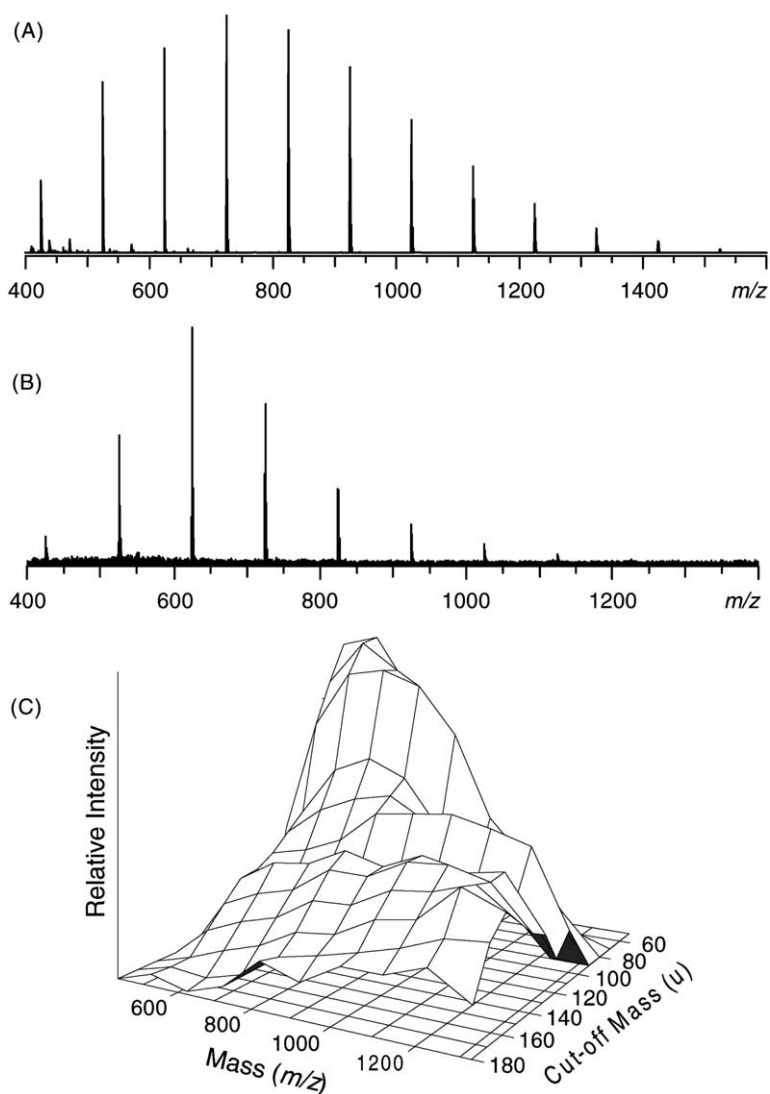 (A)
400 600 800 1000 1200 1400 m/z
(B)
400 600 800 1000 1200 m/z
(C)
Relative Intensity
600 800 1000 1200
Mass (m/z)
60 80 100 120 140 160 180
Cut-off Mass (u)